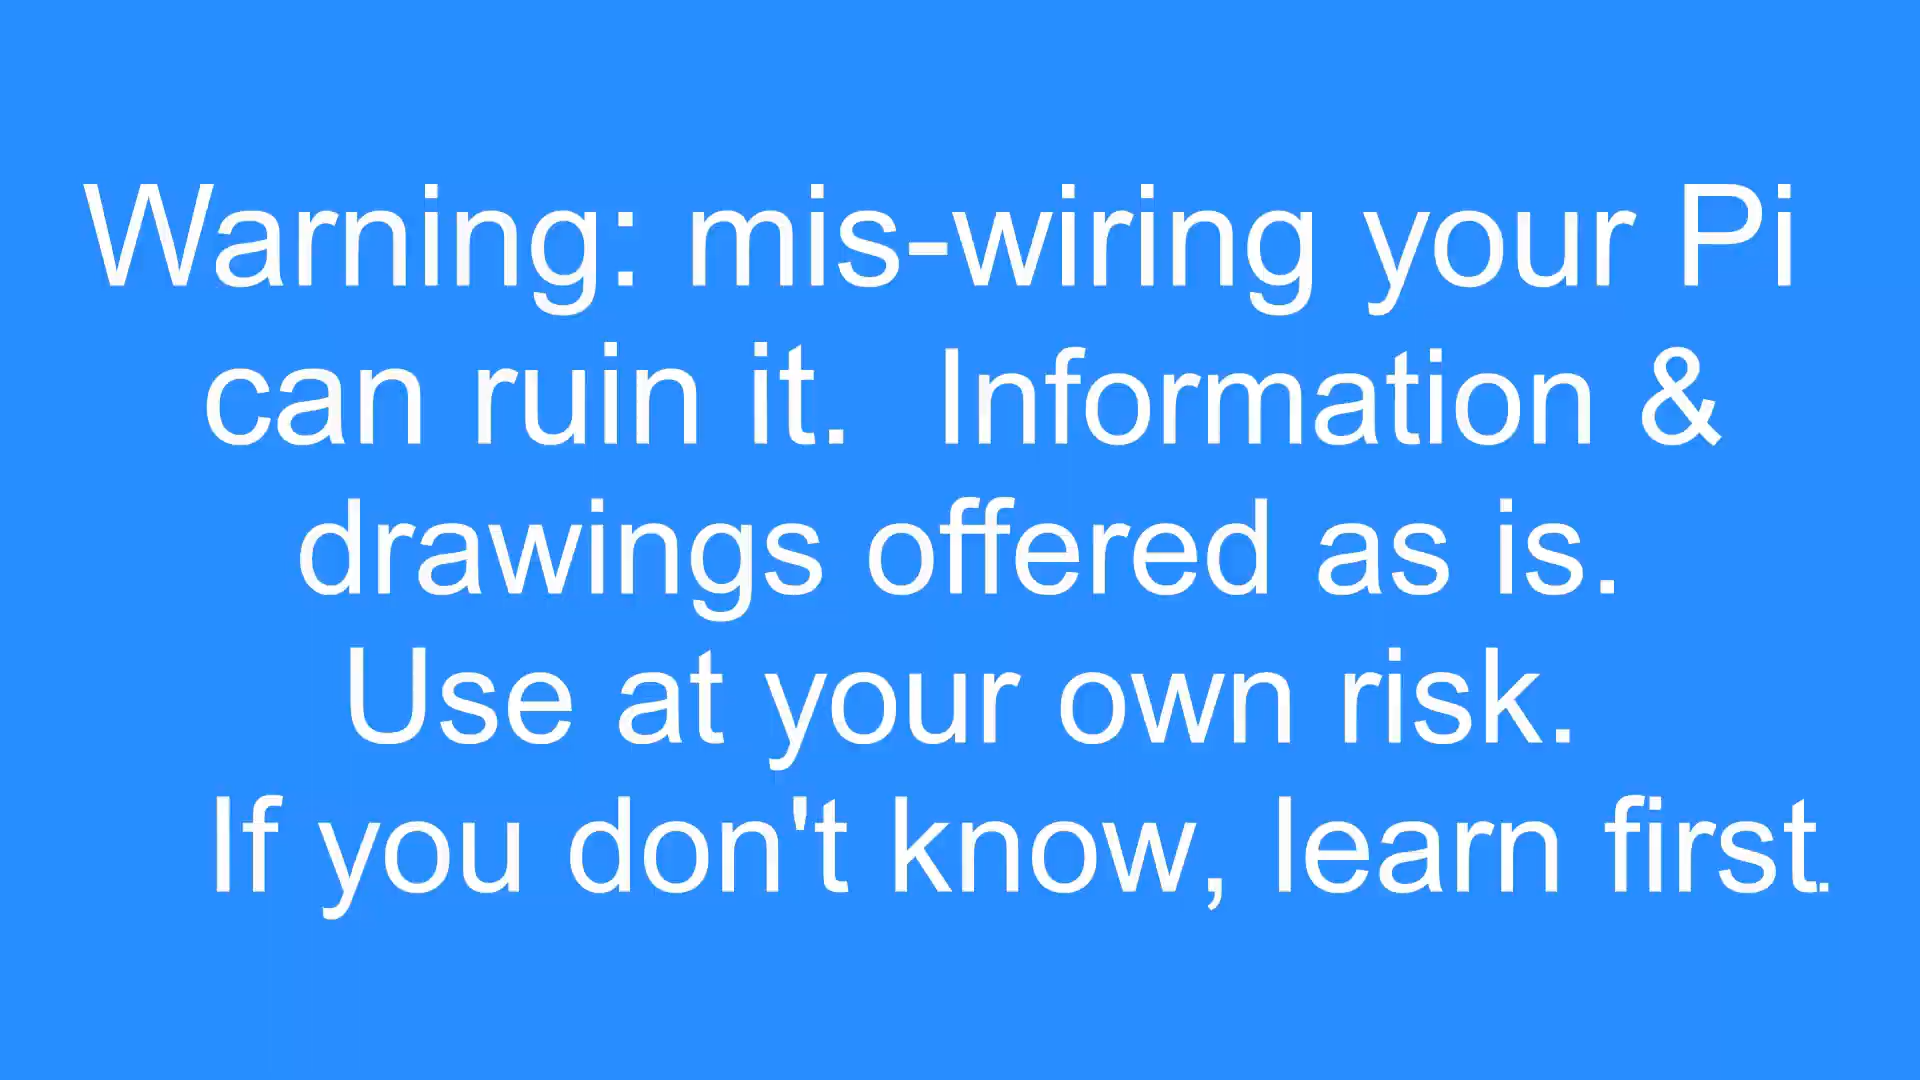 Warning: mis-wiring your Pi
can ruin it.  Information &
drawings offered as is.
Use at your own risk.
If you don't know, learn first.